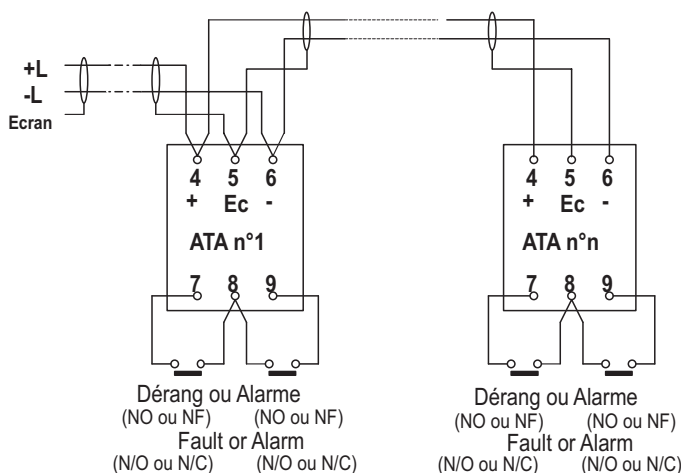 +L
-L
Ecran
4 5 6
+ Ec -
ATA n°1
7 8 9
Dérang ou Alarme
(NO ou NF) (NO ou NF)
Fault or Alarm
(N/O ou N/C) (N/O ou N/C)
4 5 6
+ Ec -
ATA n°n
7 8 9
Dérang ou Alarme
(NO ou NF) (NO ou NF)
Fault or Alarm
(N/O ou N/C) (N/O ou N/C)